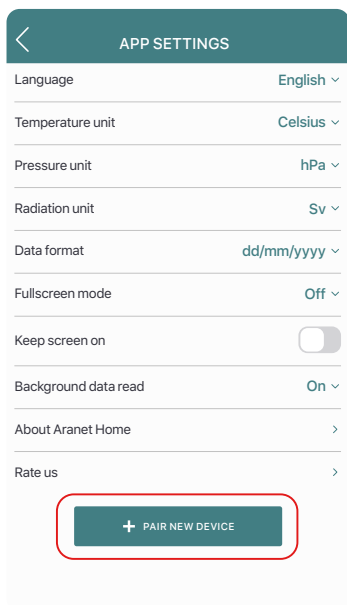 APP SETTINGS
Language English
Temperature unit Celsius
Pressure unit hPa
Radiation unit Sv
Data format dd/mm/yyyy
Fullscreen mode Off
Keep screen on
Background data read On
About Aranet Home
Rate us
+ PAIR NEW DEVICE